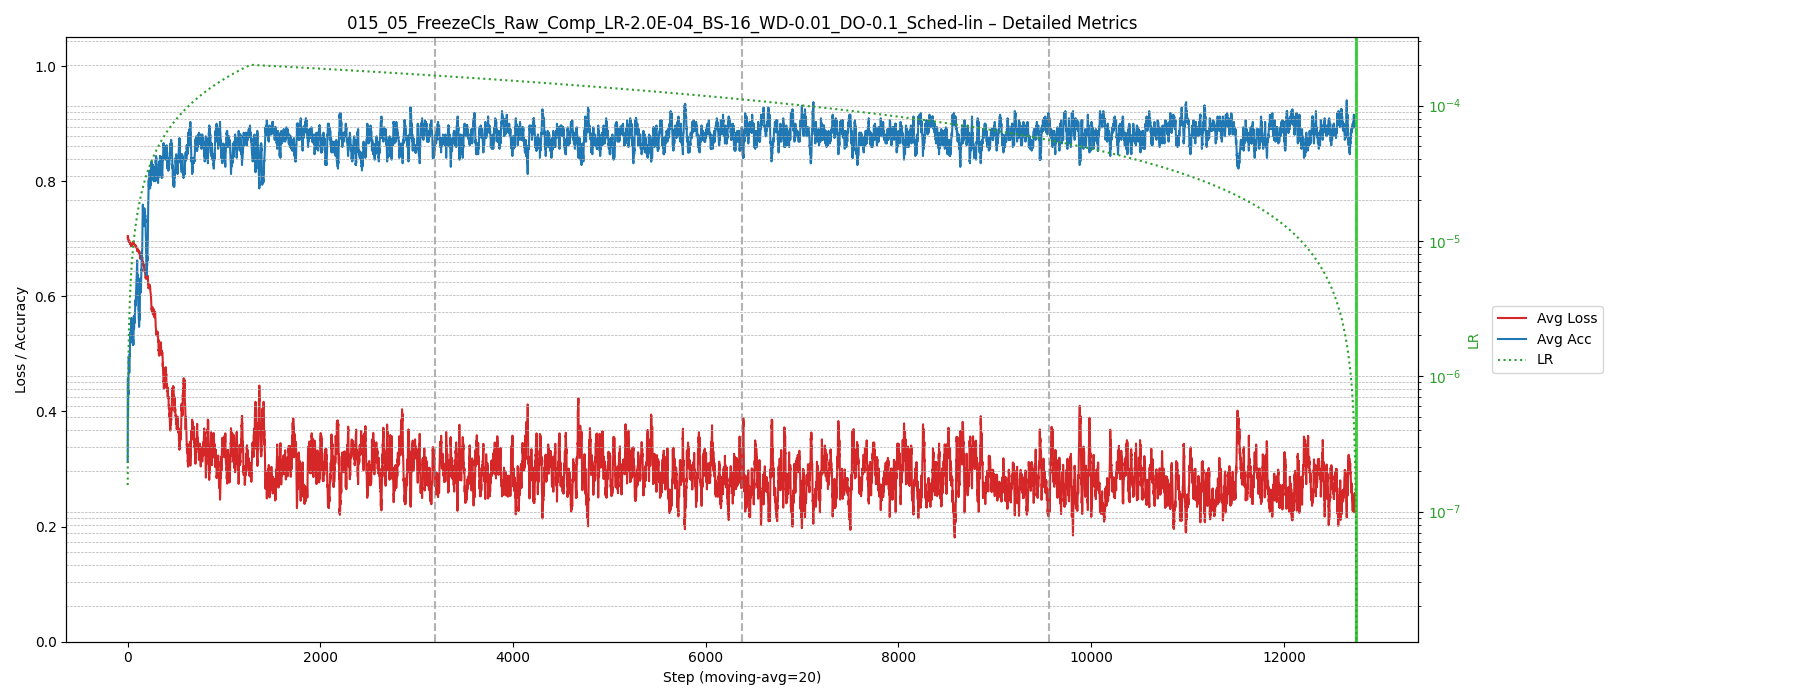 015_05_FreezeCls_Raw_Comp_LR-2.0E-04_BS-16_WD-0.01_DO-0.1_Sched-lin – Detailed Metrics
1.0
0.8
0.6
0.4
0.2
0.0
Loss / Accuracy
0
2000
4000
6000
8000
10000
12000
Step (moving-avg=20)
10⁻⁴
10⁻⁵
10⁻⁶
10⁻⁷
LR
Avg Loss
Avg Acc
LR